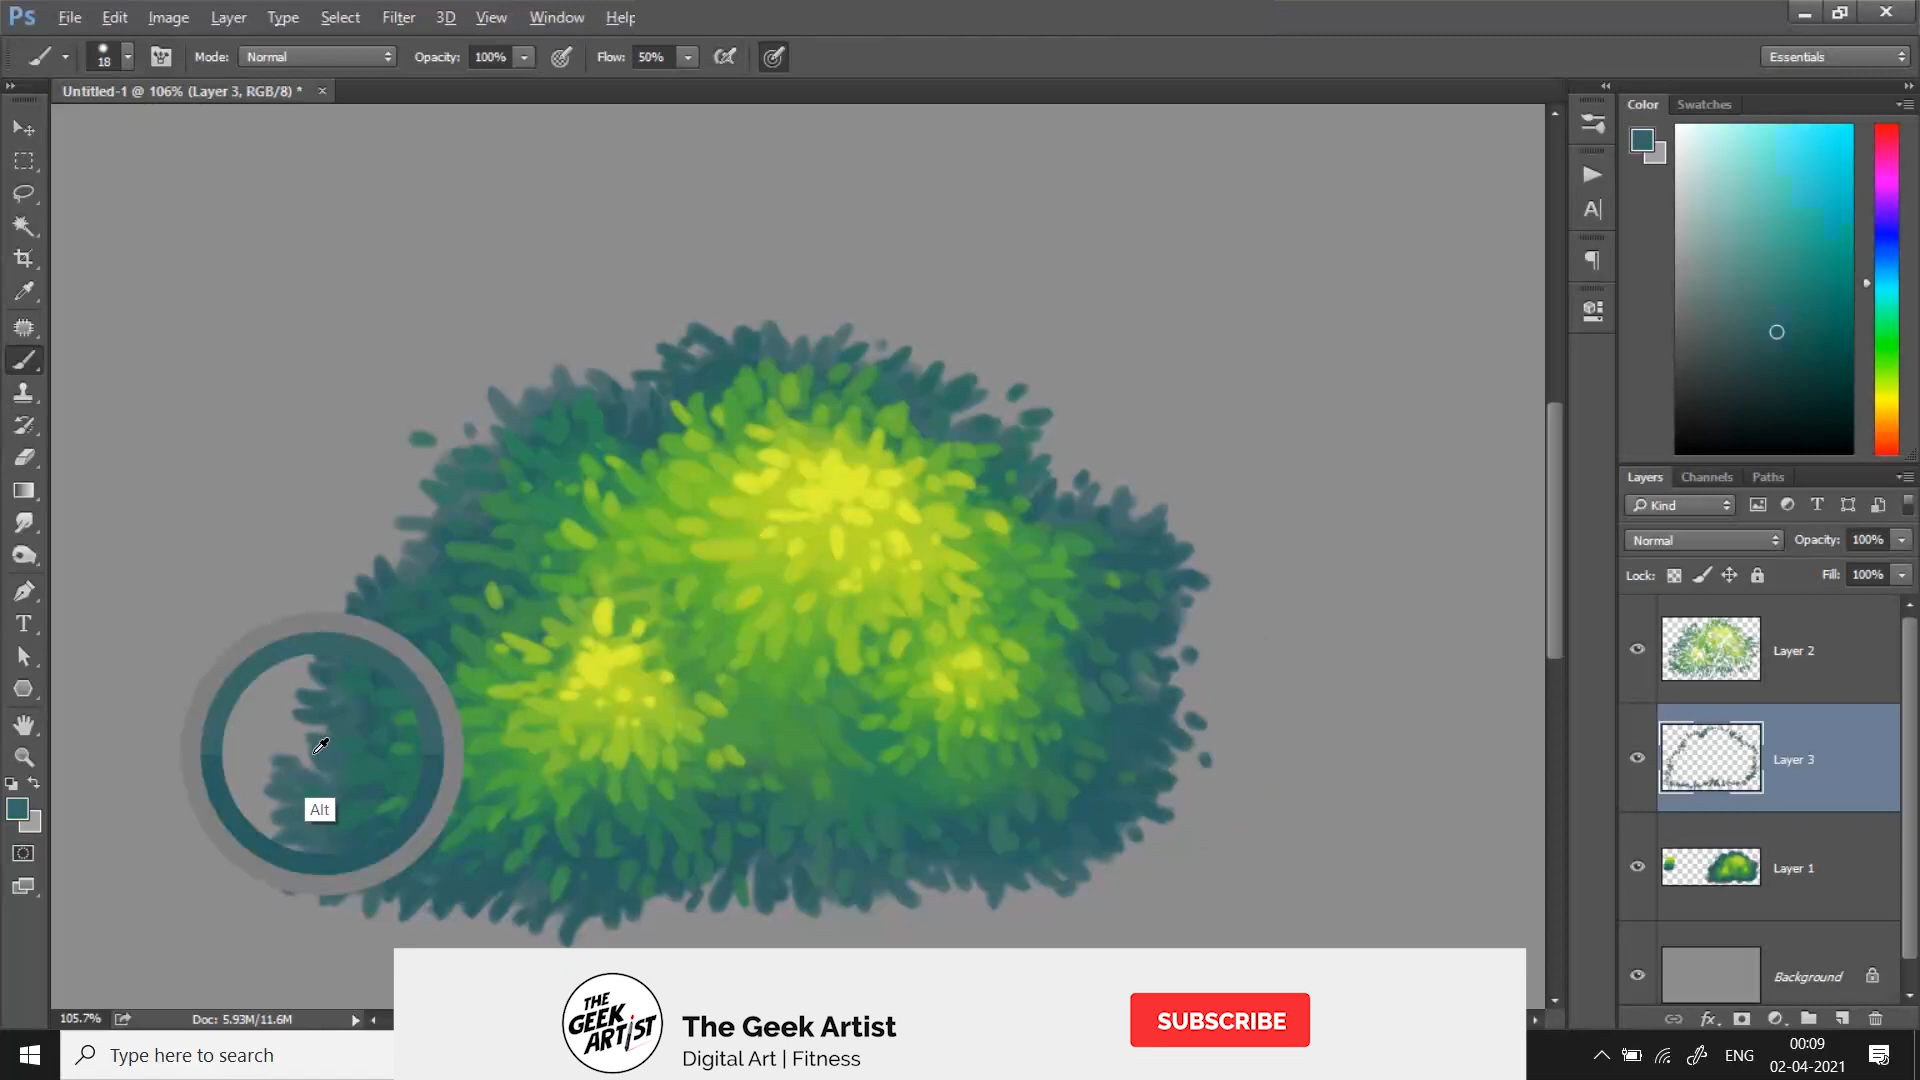 Ps File Edit Image Layer Type Select Filter 3D View Window Help
18 Mode: Normal Opacity: 100% Flow: 50% Essentials
Untitled-1 @ 106% (Layer 3, RGB/8) * ×
Color Swatches
Layers Channels Paths
Kind
Normal Opacity: 100%
Lock: Fill: 100%
Layer 2
Layer 3
Layer 1
Background
Alt
105.7% Doc: 5.93M/11.6M
THE GEEK ARTIST
The Geek Artist
Digital Art | Fitness
SUBSCRIBE
Type here to search
ENG
00:09
02-04-2021